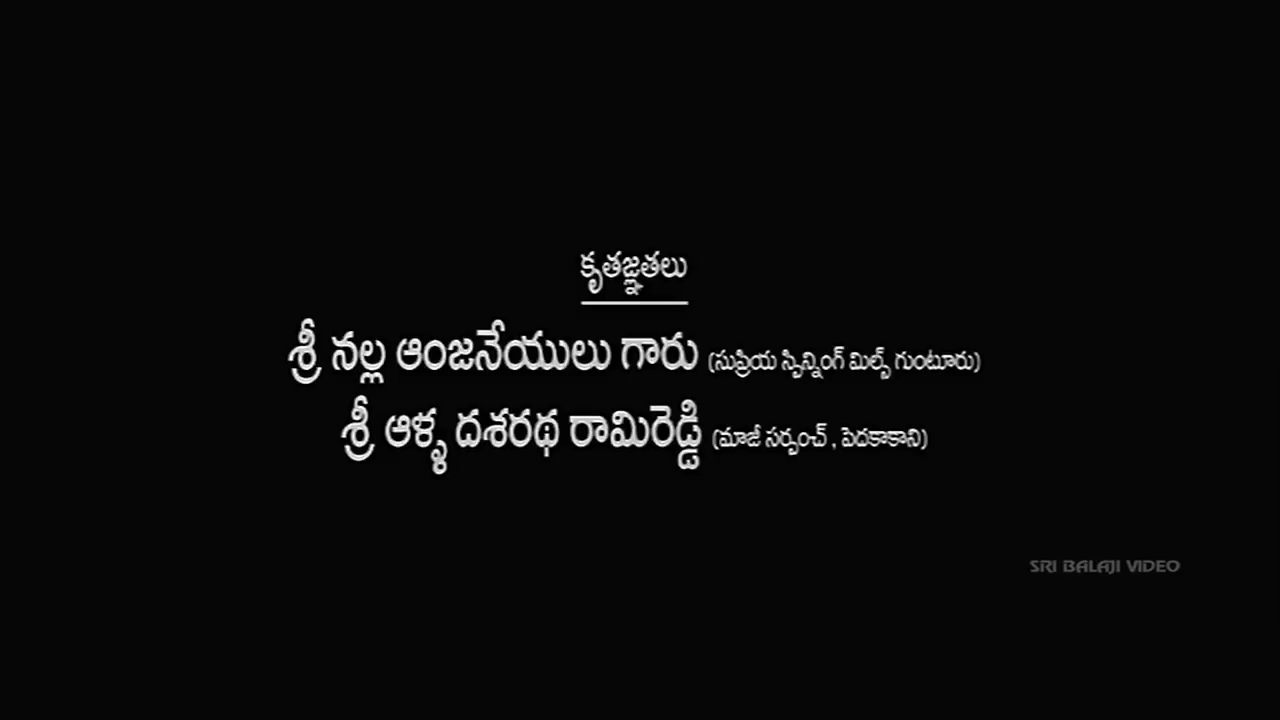 కృతజ్ఞతలు
శ్రీ నల్ల ఆంజనేయులు గారు (సుప్రియ స్పిన్నింగ్ మిల్స్ గుంటూరు)
శ్రీ ఆళ్ళ దశరథ రామిరెడ్డి (మాజీ సర్పంచ్ , పెదకాకాని)
SRI BALAJI VIDEO